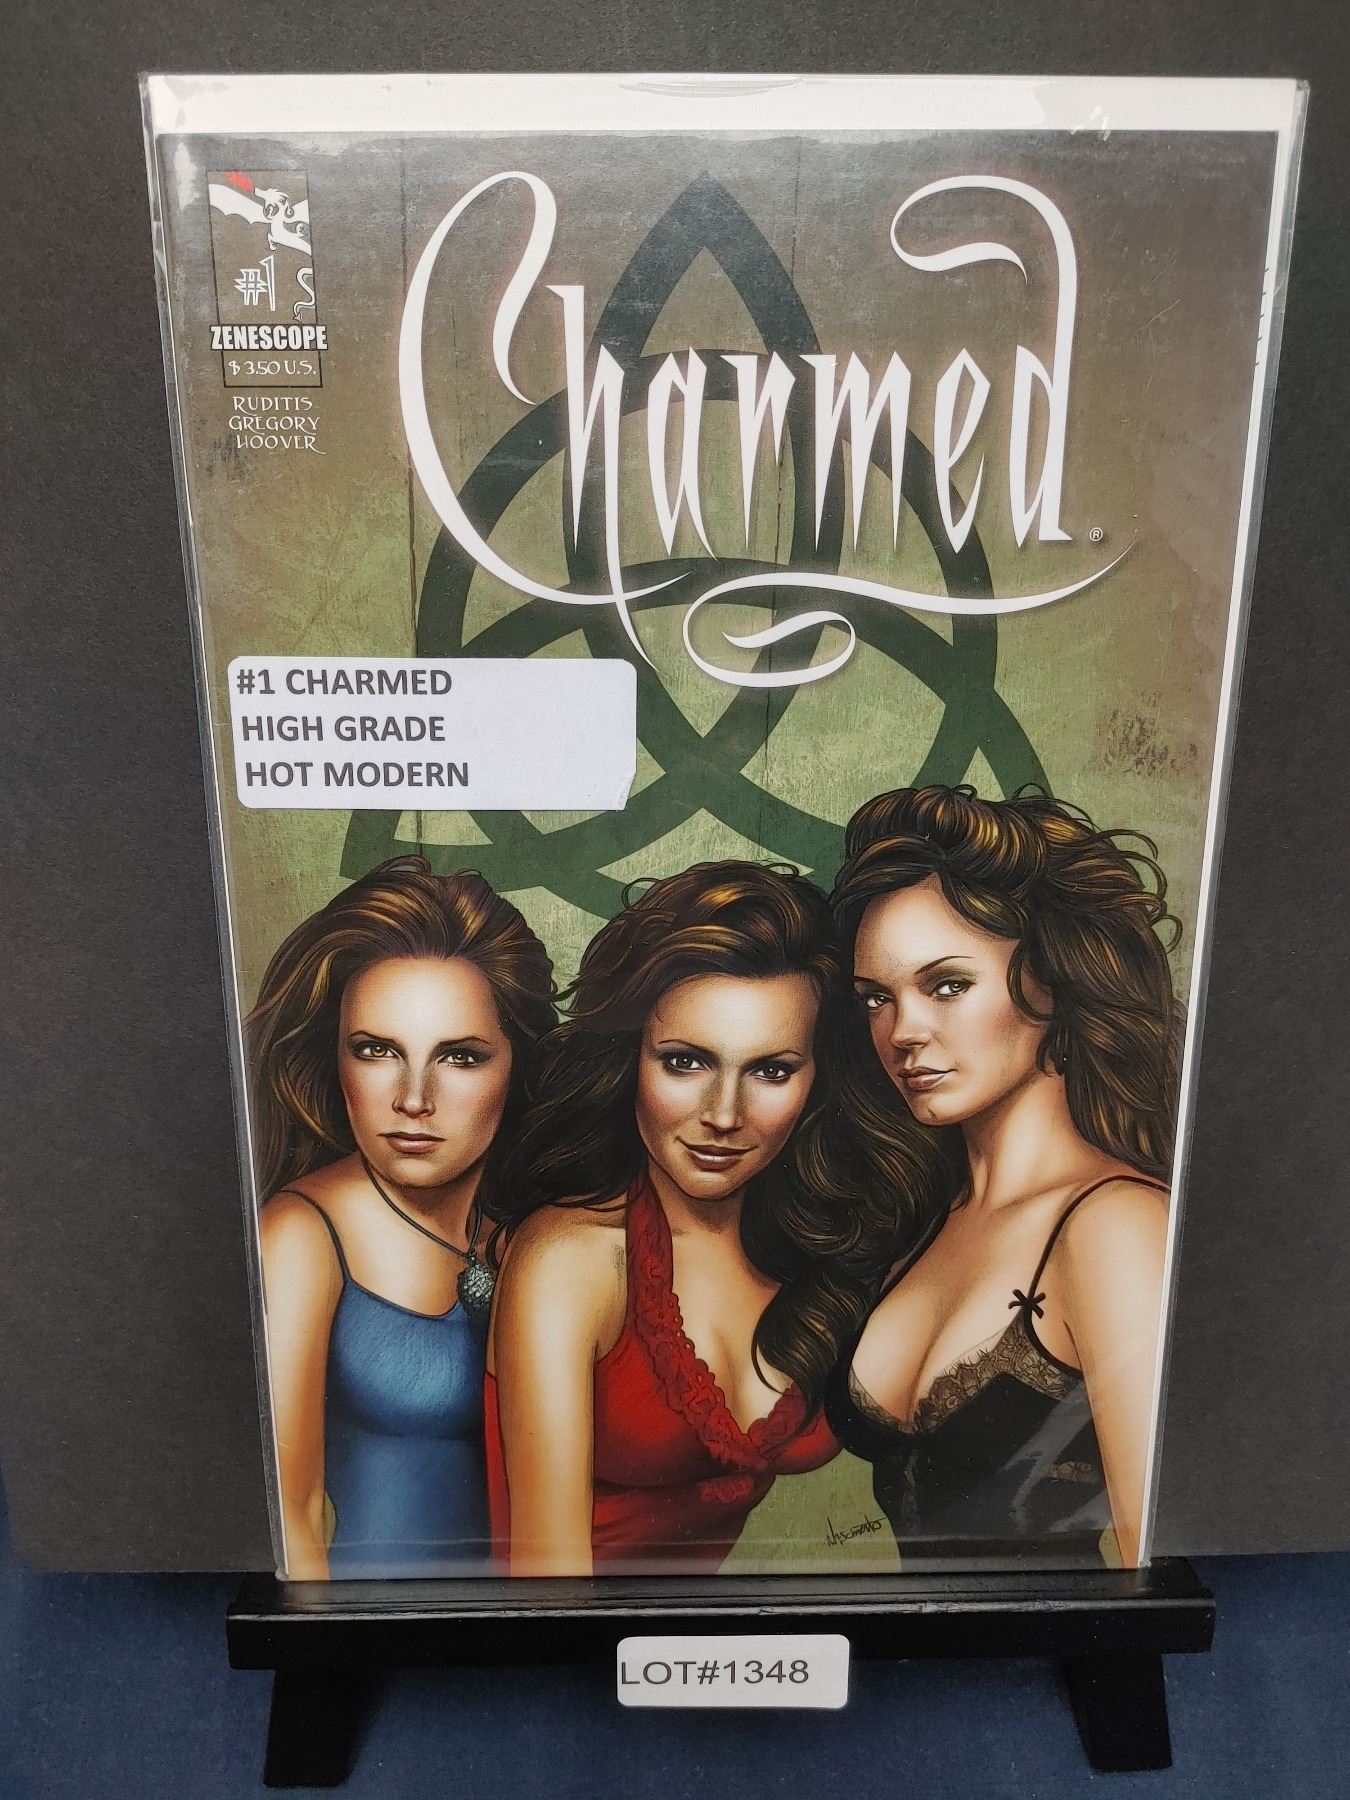 Charmed®
#1
ZENESCOPE
$3.50 U.S.
RUDITIS
GREGORY
HOOVER
#1 CHARMED
HIGH GRADE
HOT MODERN
LOT#1348